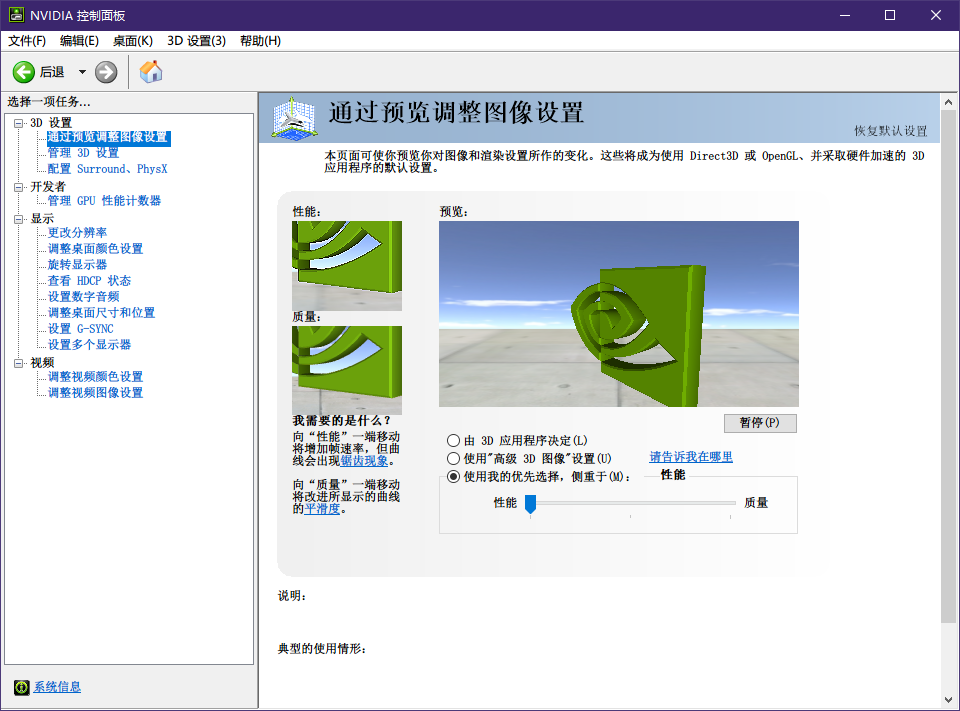 NVIDIA 控制面板
文件(F) 编辑(E) 桌面(K) 3D 设置(3) 帮助(H)
后退
选择一项任务...
3D 设置
通过预览调整图像设置
管理 3D 设置
配置 Surround、PhysX
开发者
管理 GPU 性能计数器
显示
更改分辨率
调整桌面颜色设置
旋转显示器
查看 HDCP 状态
设置数字音频
调整桌面尺寸和位置
设置 G-SYNC
设置多个显示器
视频
调整视频颜色设置
调整视频图像设置
系统信息
通过预览调整图像设置
恢复默认设置
本页面可使你预览你对图像和渲染设置所作的变化。这些将成为使用 Direct3D 或 OpenGL、并采取硬件加速的 3D
应用程序的默认设置。
性能:
质量:
我需要的是什么?
向“性能”一端移动
将增加帧速率，但曲
线会出现锯齿现象。
向“质量”一端移动
将改进所显示的曲线
的平滑度。
预览:
暂停(P)
由 3D 应用程序决定(L)
使用"高级 3D 图像"设置(U)
请告诉我在哪里
使用我的优先选择，侧重于(M): 性能
性能 质量
说明:
典型的使用情形: